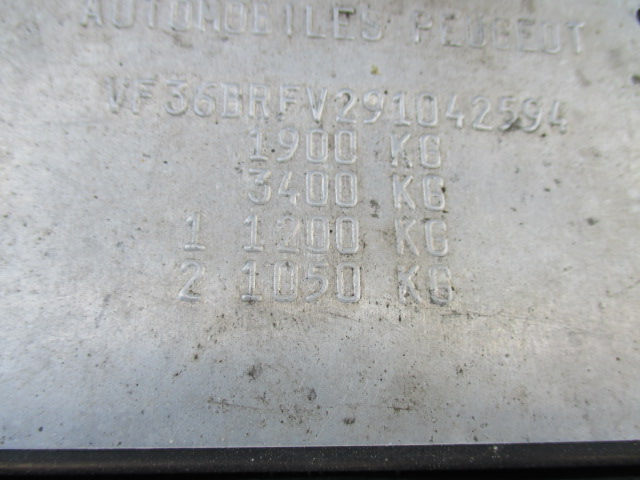 AUTOMOBILES PEUGEOT
VF36BRFV291042594
1900 KG
3400 KG
1 1200 KG
2 1050 KG